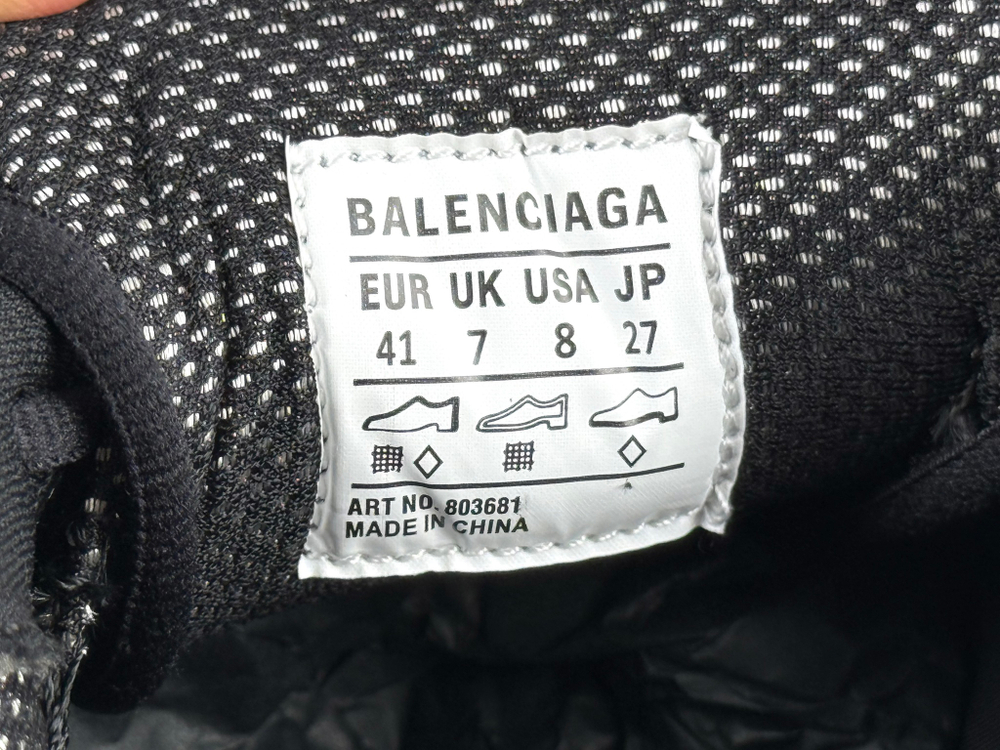 BALENCIAGA
EUR UK USA JP
41 7 8 27
ART NO. 803681
MADE IN CHINA